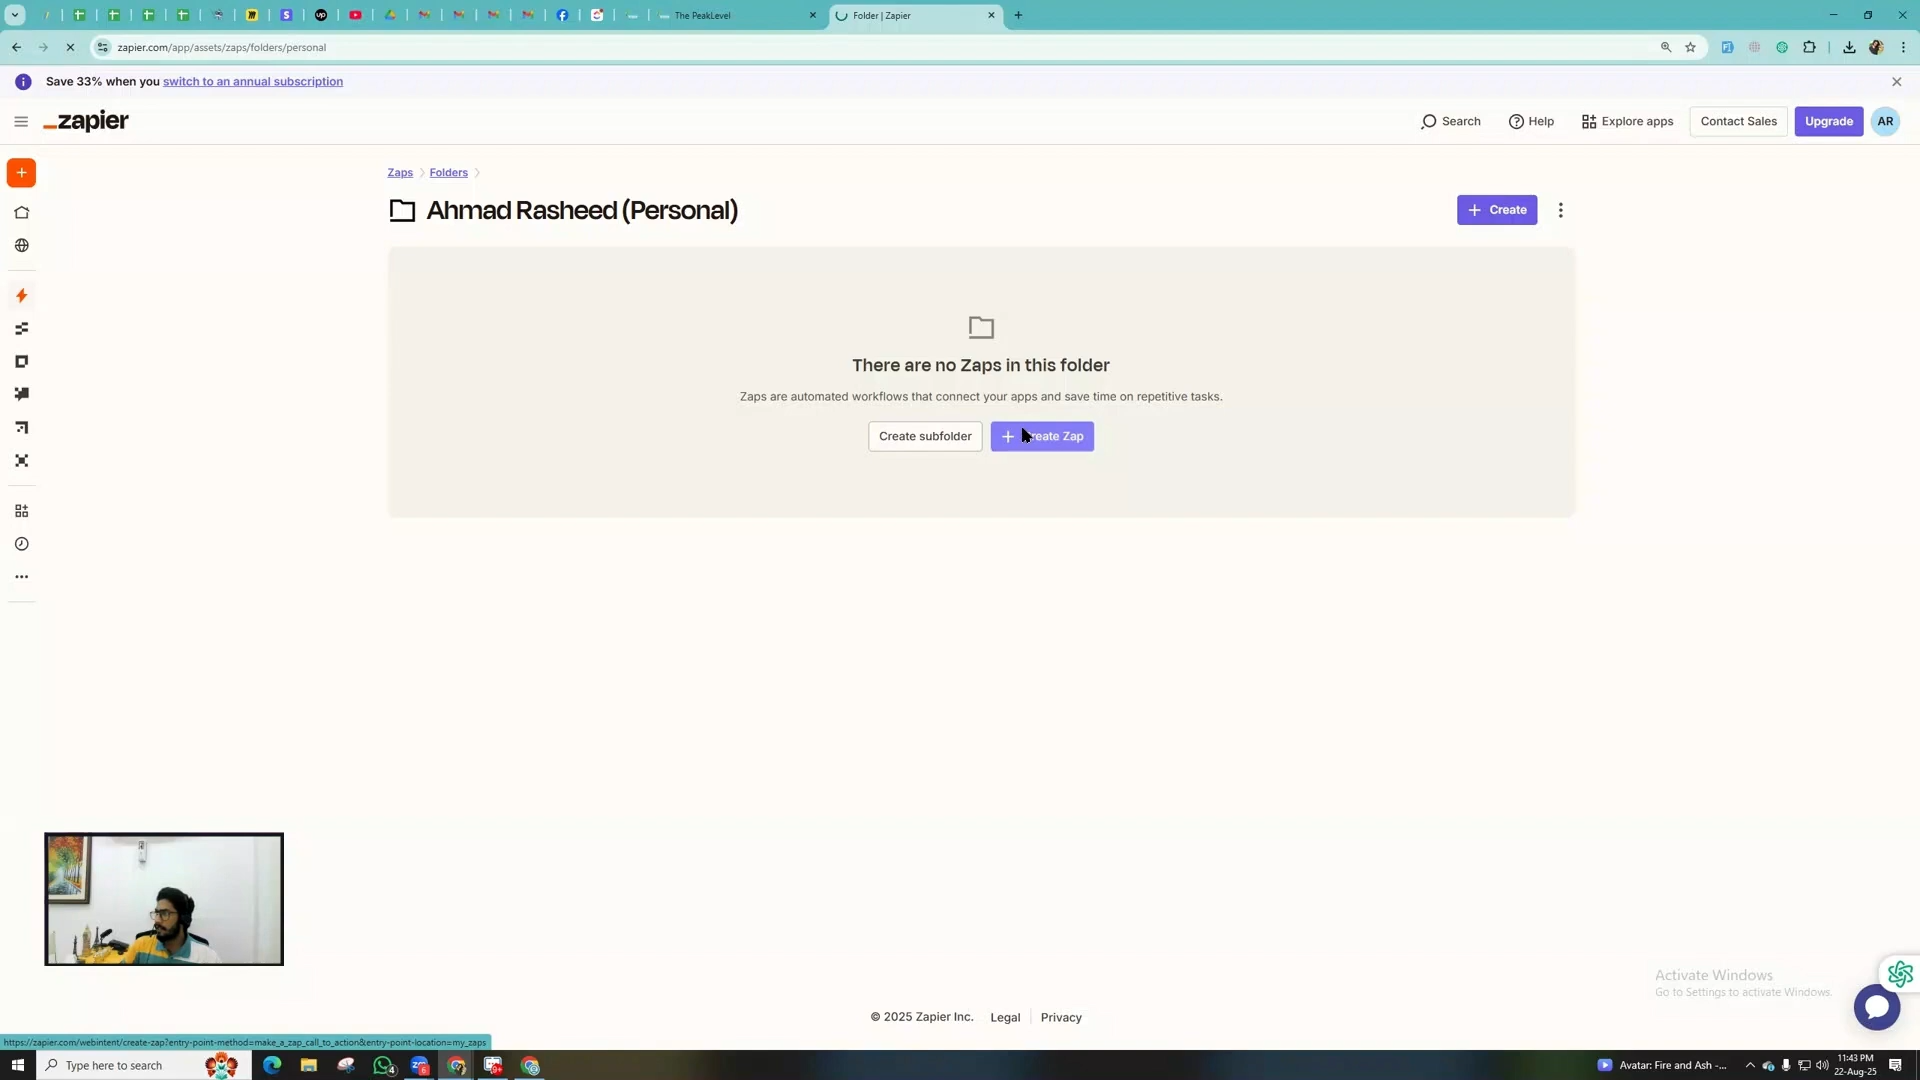 The PeakLevel
Folder | Zapier
zapier.com/app/assets/zaps/folders/personal
Save 33% when you switch to an annual subscription
zapier
Search
Help
Explore apps
Contact Sales
Upgrade
AR
Zaps
Folders
Ahmad Rasheed (Personal)
Create
There are no Zaps in this folder
Zaps are automated workflows that connect your apps and save time on repetitive tasks.
Create subfolder
Zap
Activate Windows
Go to Settings to activate Windows.
© 2025 Zapier Inc.
Legal
Privacy
https://zapier.com/webintent/create-zap?entry-point-method=make_a_zap_call_to_action&entry-point-location=my_zaps
Type here to search
Avatar: Fire and Ash -...
11:43 PM
22-Aug-25